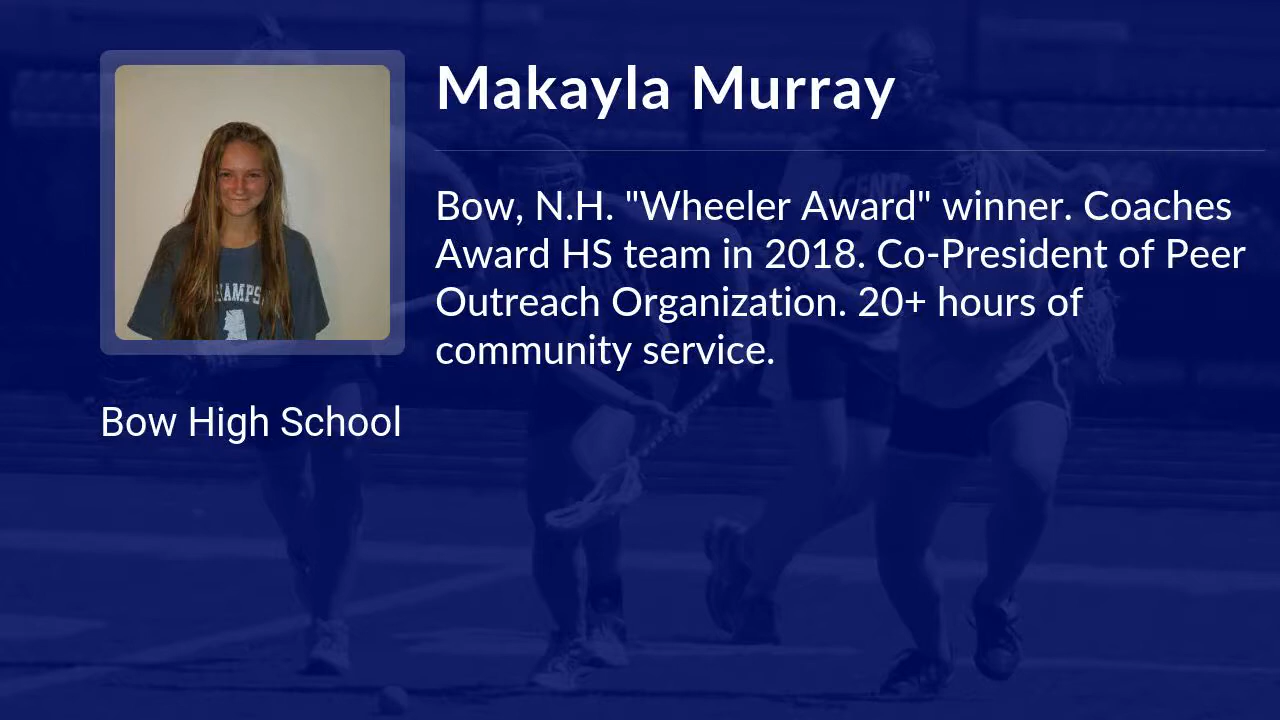 Makayla Murray
Bow, N.H. "Wheeler Award" winner. Coaches
Award HS team in 2018. Co-President of Peer
Outreach Organization. 20+ hours of
community service.
HAMPS
Bow High School